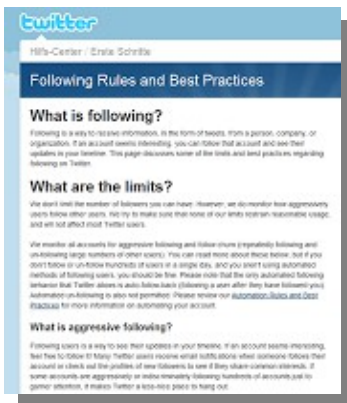 twitter
Hilfe-Center / Erste Schritte
Following Rules and Best Practices
What is following?
Following is a way to receive information, in the form of tweets, from a person, company, or
organization. If an account seems interesting, you can follow that account and see their
updates in your timeline. This page discusses some of the limits and best practices regarding
following on Twitter.
What are the limits?
We don't limit the number of followers you can have. However, we do monitor how aggressively
users follow other users. We try to make sure that none of our limits restrain reasonable usage,
and will not affect most Twitter users.
We monitor all accounts for aggressive following and follow churn (repeatedly following and
un-following large numbers of other users). You can read more about these below, but if you
don't follow or un-follow hundreds of users in a single day, and you aren't using automated
methods of following users, you should be fine. Please note that the only automated following
behavior that Twitter allows is auto-follow-back (following a user after they have followed you).
Automated un-following is also not permitted. Please review our Automation Rules and Best
Practices for more information on automating your account.
What is aggressive following?
Following users is a way to see their updates in your timeline. If an account seems interesting,
feel free to follow it! Many Twitter users receive email notifications when someone follows their
account or check out the profiles of new followers to see if they share common interests. If
some accounts are aggressively or indiscriminately following hundreds of accounts just to
garner attention, it makes Twitter a less-nice place to hang out.